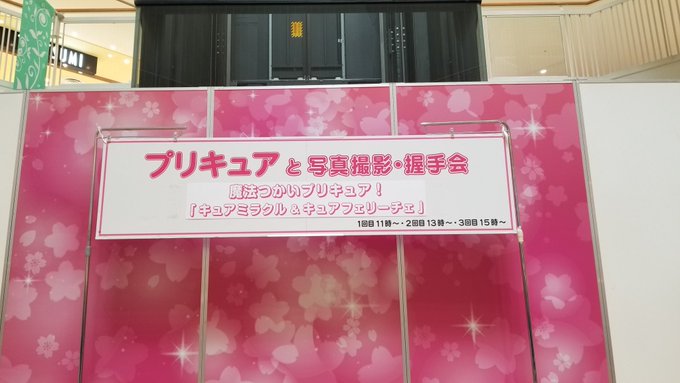 UMI
プリキュアと写真撮影・握手会
魔法つかいプリキュア！
「キュアミラクル＆キュアフェリーチェ」
1回目11時～・2回目13時～・3回目15時～